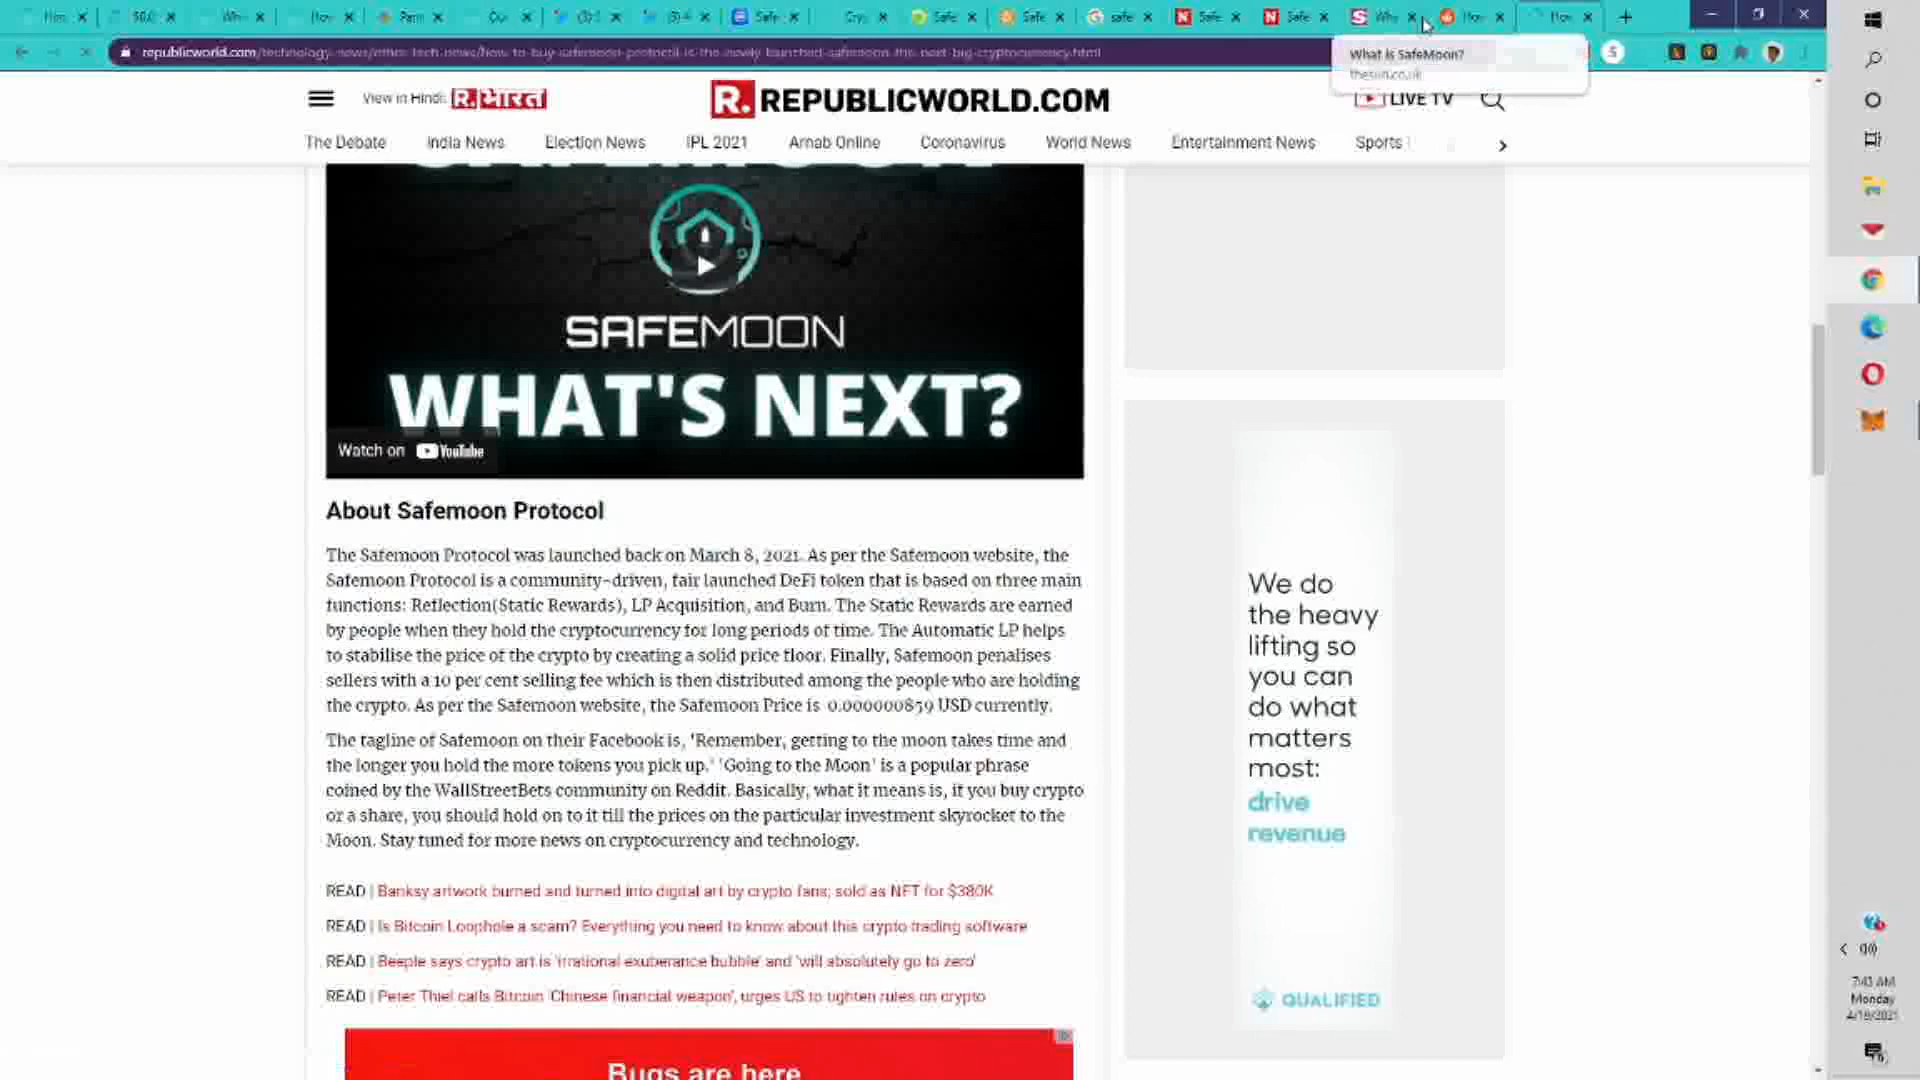 50.0
Safe
Safe
Safe
safe
Safe
Safe
republicworld.com/technology-news/other-tech-news/how-to-buy-safemoon-protocol-is-the-newly-launched-safemoon-the-next-big-cryptocurrency.html
S
What is SafeMoon?
thesun.co.uk
View in Hindi: R. भारत
R. REPUBLICWORLD.COM
LIVE TV
The Debate India News Election News IPL 2021 Arnab Online Coronavirus World News Entertainment News Sports
SAFEMOON
WHAT'S NEXT?
Watch on YouTube
About Safemoon Protocol
The Safemoon Protocol was launched back on March 8, 2021. As per the Safemoon website, the
Safemoon Protocol is a community-driven, fair launched DeFi token that is based on three main
functions: Reflection(Static Rewards), LP Acquisition, and Burn. The Static Rewards are earned
by people when they hold the cryptocurrency for long periods of time. The Automatic LP helps
to stabilise the price of the crypto by creating a solid price floor. Finally, Safemoon penalises
sellers with a 10 per cent selling fee which is then distributed among the people who are holding
the crypto. As per the Safemoon website, the Safemoon Price is 0.000000859 USD currently.
The tagline of Safemoon on their Facebook is, 'Remember, getting to the moon takes time and
the longer you hold the more tokens you pick up.' 'Going to the Moon' is a popular phrase
coined by the WallStreetBets community on Reddit. Basically, what it means is, if you buy crypto
or a share, you should hold on to it till the prices on the particular investment skyrocket to the
Moon. Stay tuned for more news on cryptocurrency and technology.
READ | Banksy artwork burned and turned into digital art by crypto fans; sold as NFT for $380K
READ | Is Bitcoin Loophole a scam? Everything you need to know about this crypto trading software
READ | Beeple says crypto art is 'irrational exuberance bubble' and 'will absolutely go to zero'
READ | Peter Thiel calls Bitcoin 'Chinese financial weapon', urges US to tighten rules on crypto
Bugs are here
We do
the heavy
lifting so
you can
do what
matters
most:
drive
revenue
QUALIFIED
7:43 AM
Monday
4/19/2021